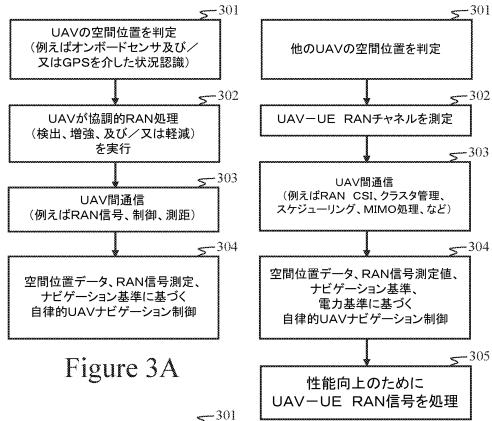 301
UAVの空間位置を判定
(例えばオンボードセンサ及び/
又はGPSを介した状況認識)
302
UAVが協調的RAN処理
(検出、増強、及び/又は軽減)
を実行
303
UAV間通信
(例えばRAN信号、制御、測距)
304
空間位置データ、RAN信号測定、
ナビゲーション基準に基づく
自律的UAVナビゲーション制御
Figure 3A
301
他のUAVの空間位置を判定
302
UAV-UE RANチャネルを測定
303
UAV間通信
(例えばRAN CSI、クラスタ管理、
スケジューリング、MIMO処理、など)
304
空間位置データ、RAN信号測定値、
ナビゲーション基準、
電力基準に基づく
自律的UAVナビゲーション制御
305
性能向上のために
UAV-UE RAN信号を処理
301